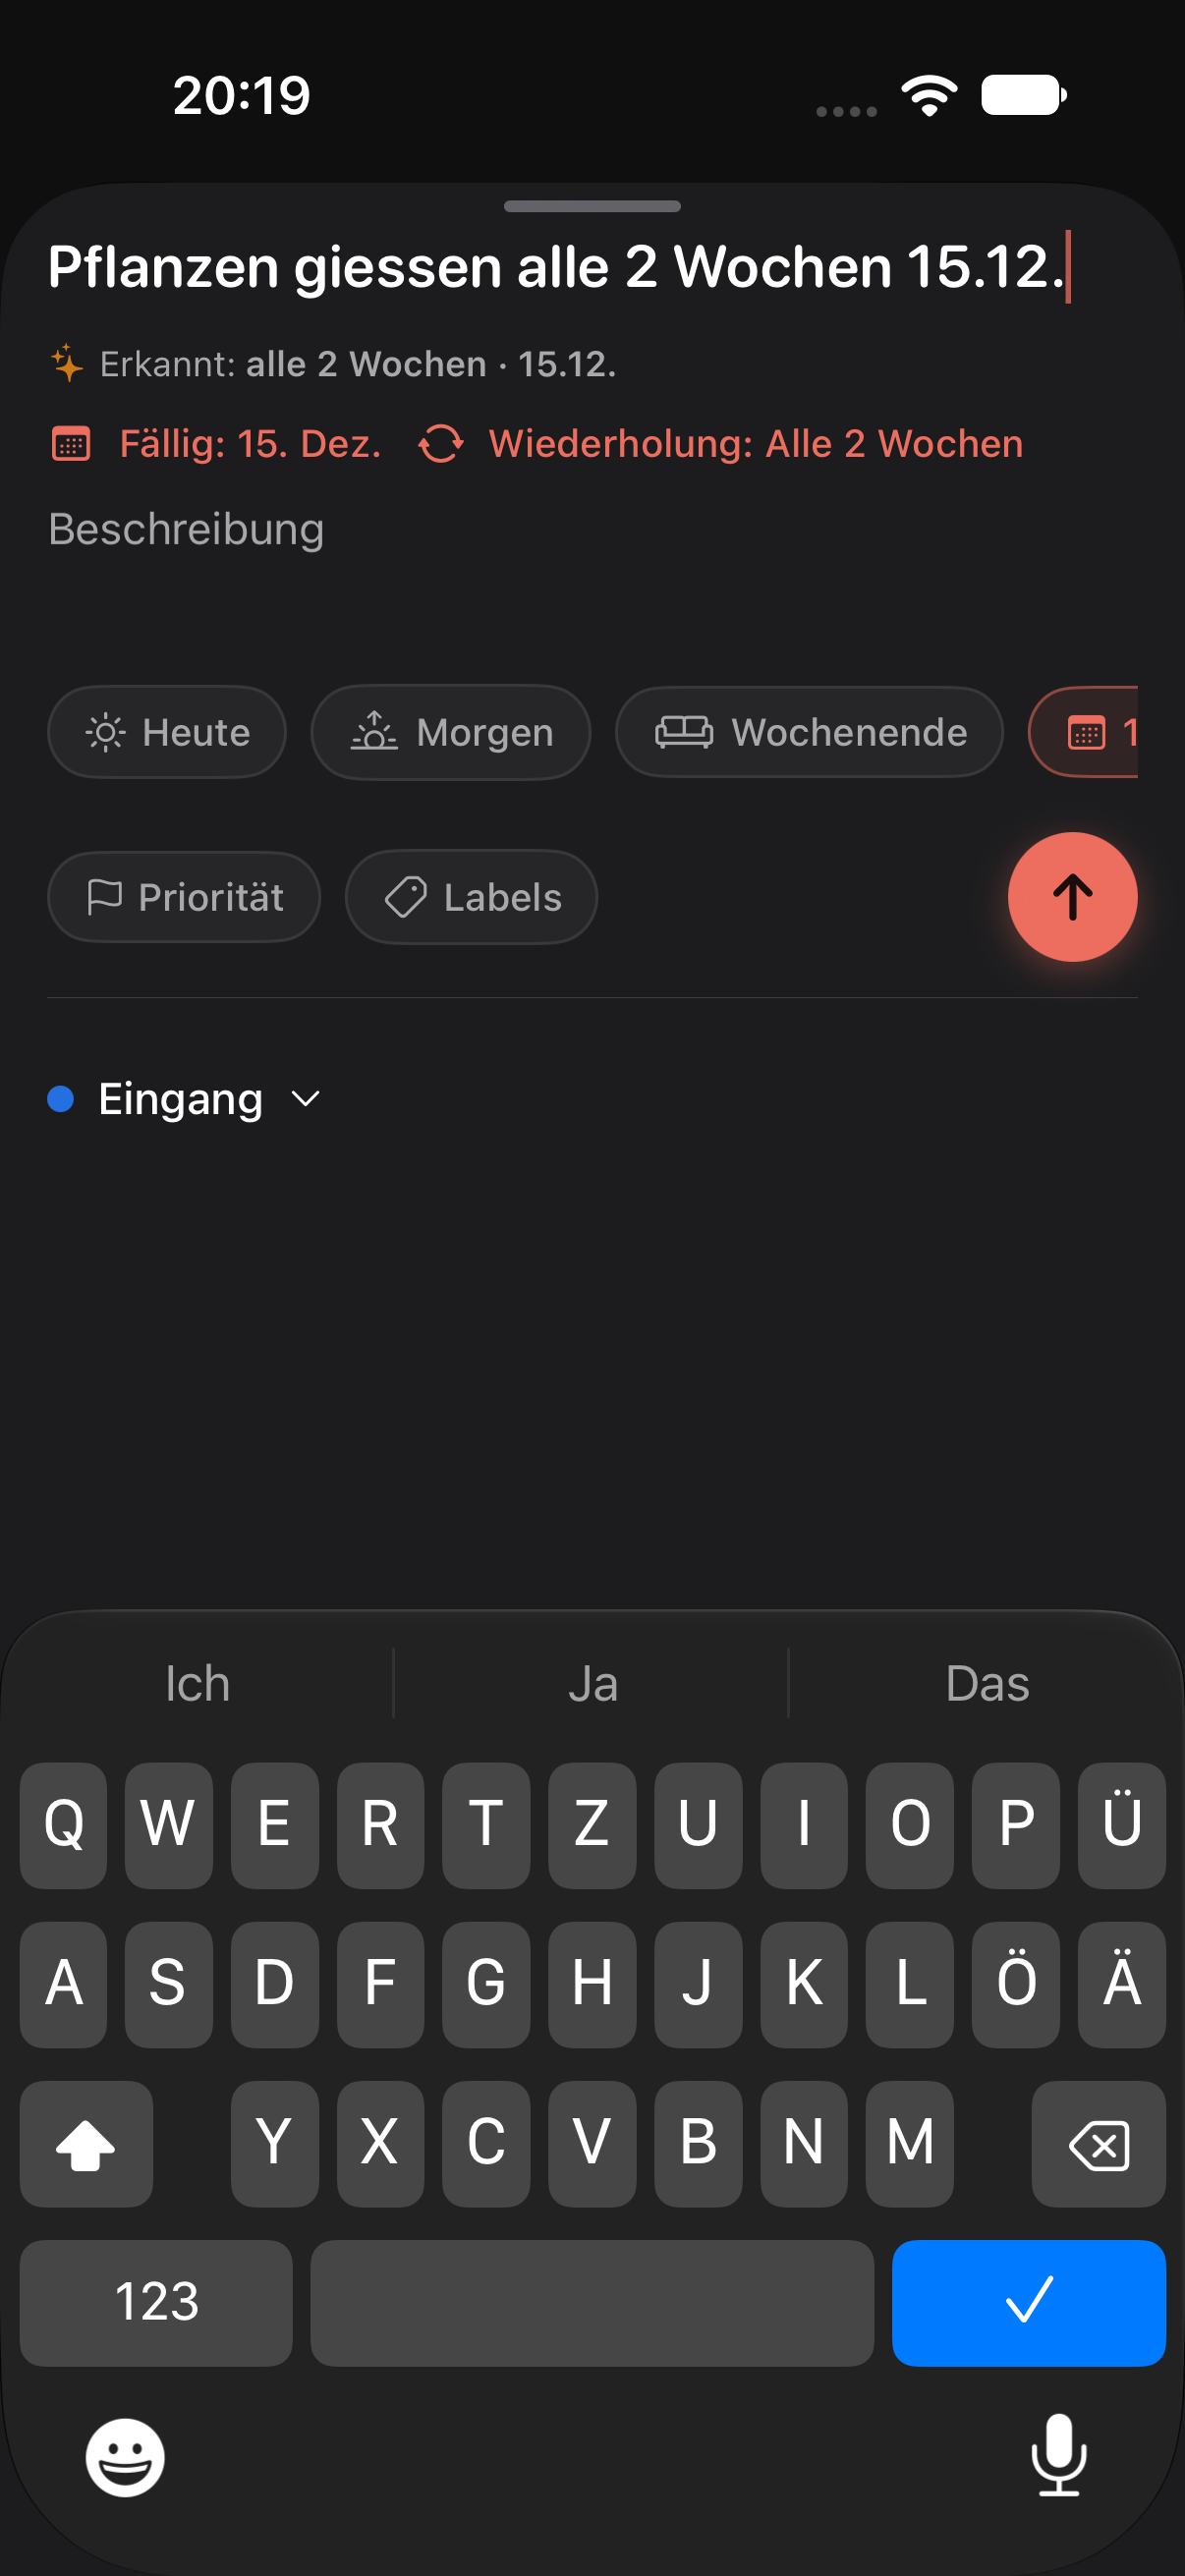 20:19
Pflanzen giessen alle 2 Wochen 15.12.
Erkannt: alle 2 Wochen · 15.12.
Fällig: 15. Dez. Wiederholung: Alle 2 Wochen
Beschreibung
Heute Morgen Wochenende 1
Priorität Labels
Eingang
Ich Ja Das
Q W E R T Z U I O P Ü
A S D F G H J K L Ö Ä
Y X C V B N M
123